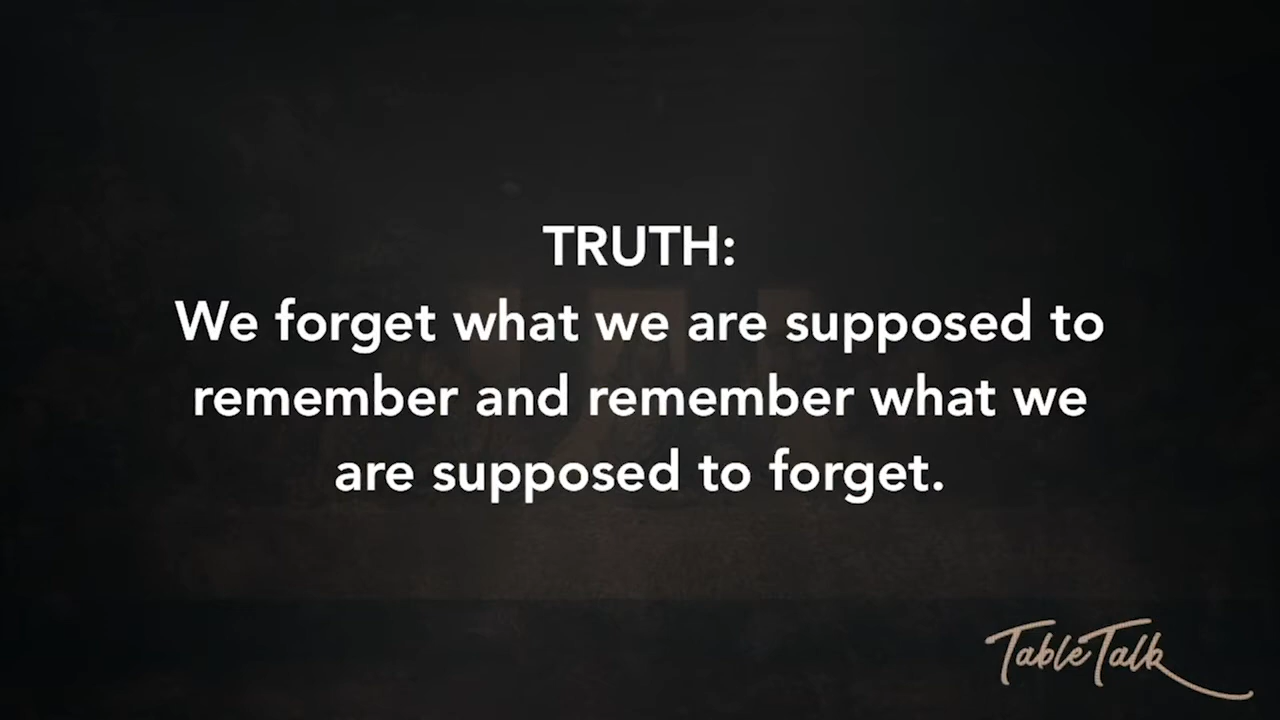 TRUTH:
We forget what we are supposed to
remember and remember what we
are supposed to forget.
TableTalk